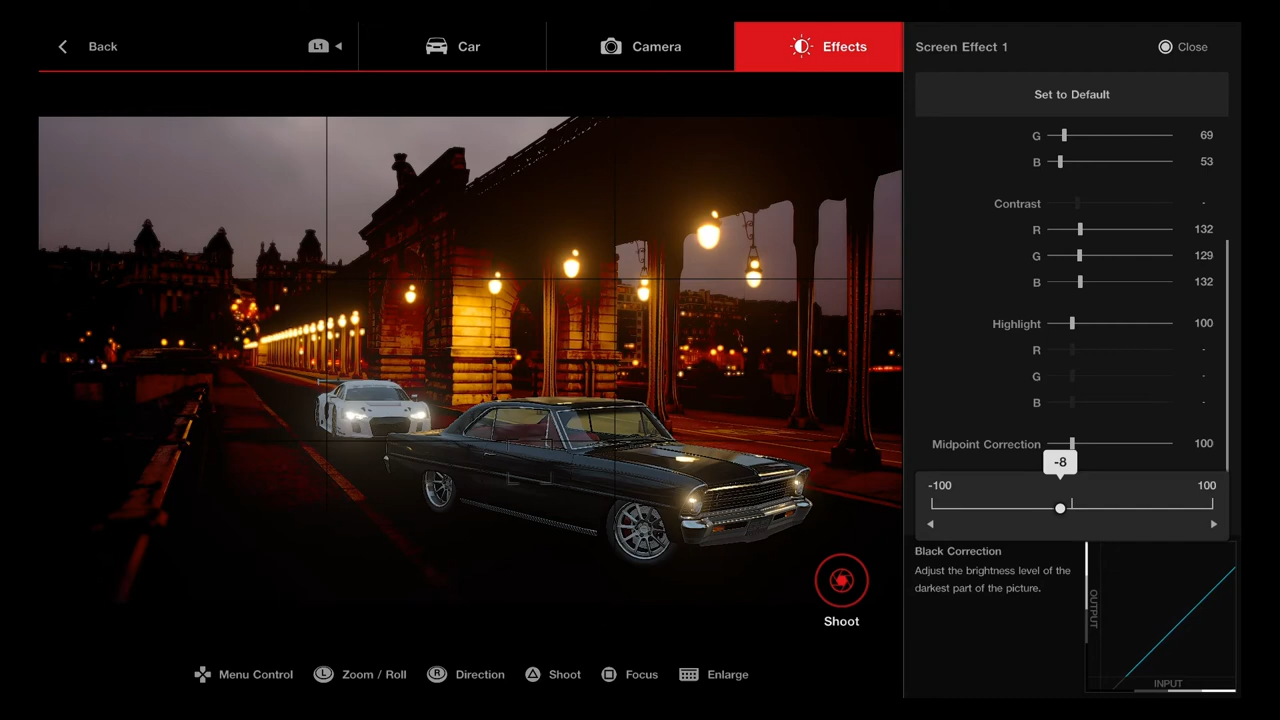 Back
L1
Car
Camera
Effects
Screen Effect 1
Close
Set to Default
G 69
B 53
Contrast -
R 132
G 129
B 132
Highlight 100
R -
G -
B -
Midpoint Correction 100
-8
-100 100
Black Correction
Adjust the brightness level of the
darkest part of the picture.
OUTPUT
INPUT
Shoot
Menu Control
L Zoom / Roll
R Direction
Shoot
Focus
Enlarge